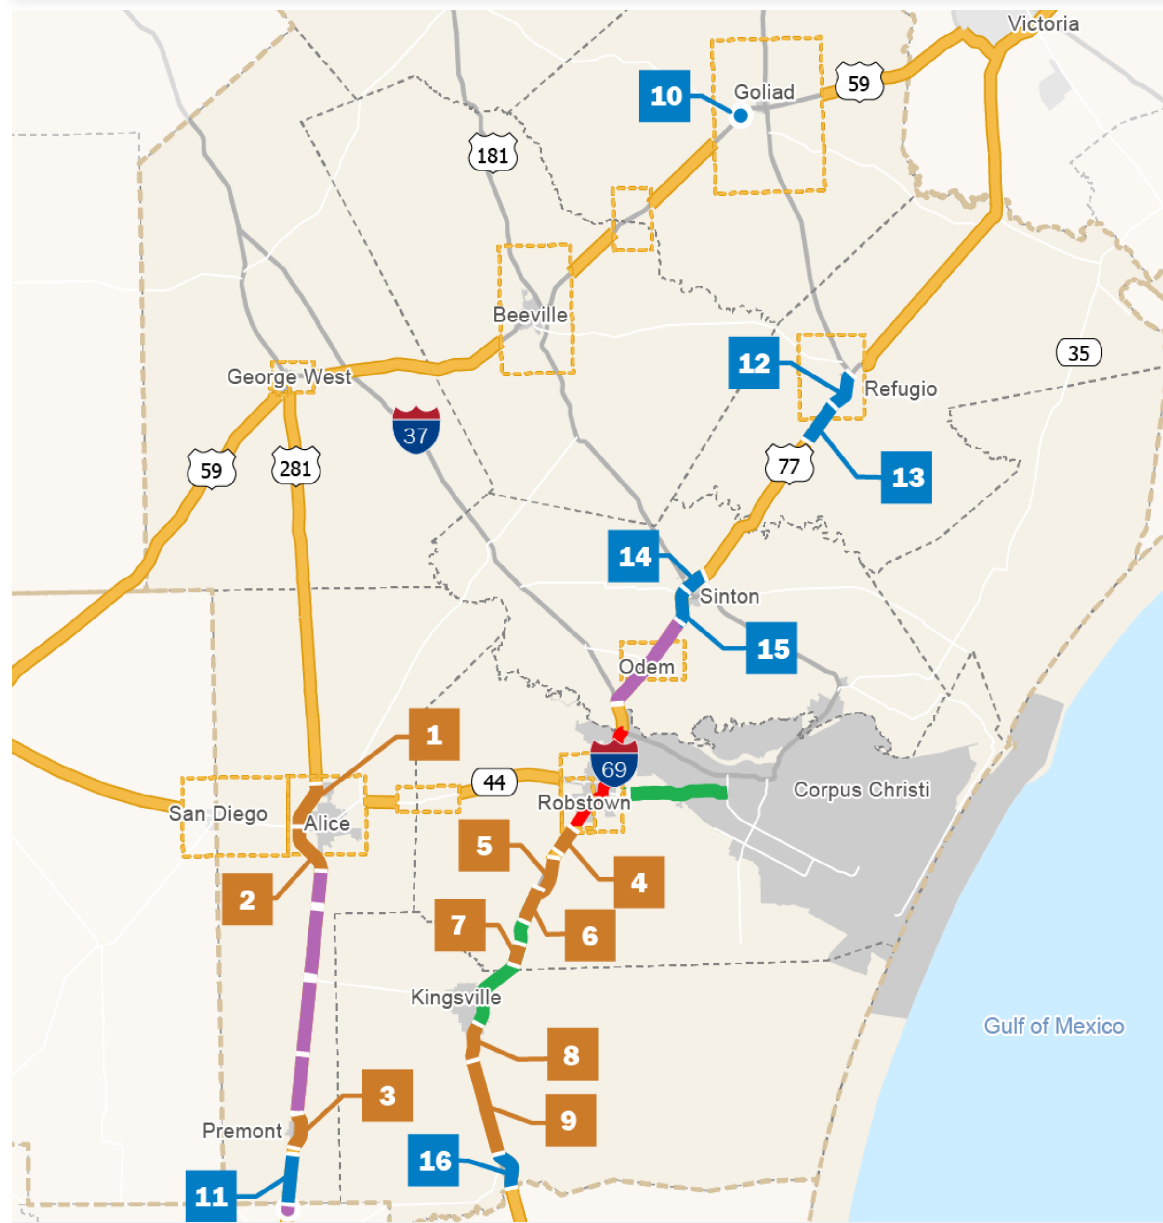 Victoria
59
Goliad
10
181
Beeville
12
35
George West
Refugio
37
59
281
77
13
14
Sinton
15
Odem
1
69
44
Robstown
Corpus Christi
San Diego
Alice
5
4
2
7
6
Kingsville
Gulf of Mexico
8
3
9
Premont
16
11